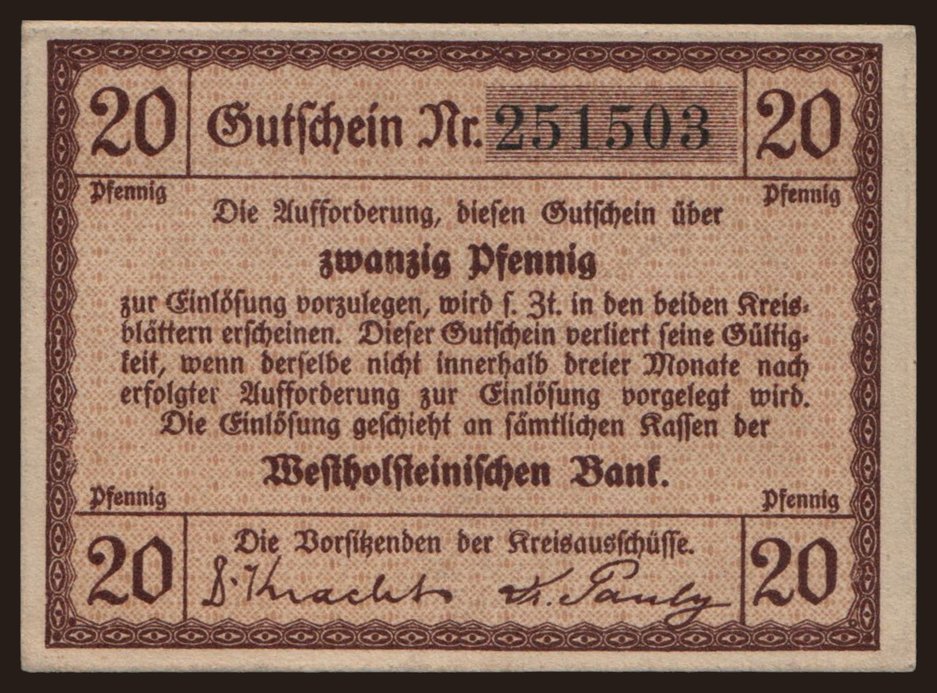 20 Gutschein Nr. 251503 20
Pfennig Pfennig
Die Aufforderung, diesen Gutschein über
zwanzig Pfennig
zur Einlösung vorzulegen, wird s. Zt. in den beiden Kreis-
blättern erscheinen. Dieser Gutschein verliert seine Gültig-
keit, wenn derselbe nicht innerhalb dreier Monate nach
erfolgter Aufforderung zur Einlösung vorgelegt wird.
Die Einlösung geschieht an sämtlichen Kassen der
Westholsteinischen Bank.
Pfennig Pfennig
20 Die Vorsitzenden der Kreisausschüsse. 20
Kracht Pauly